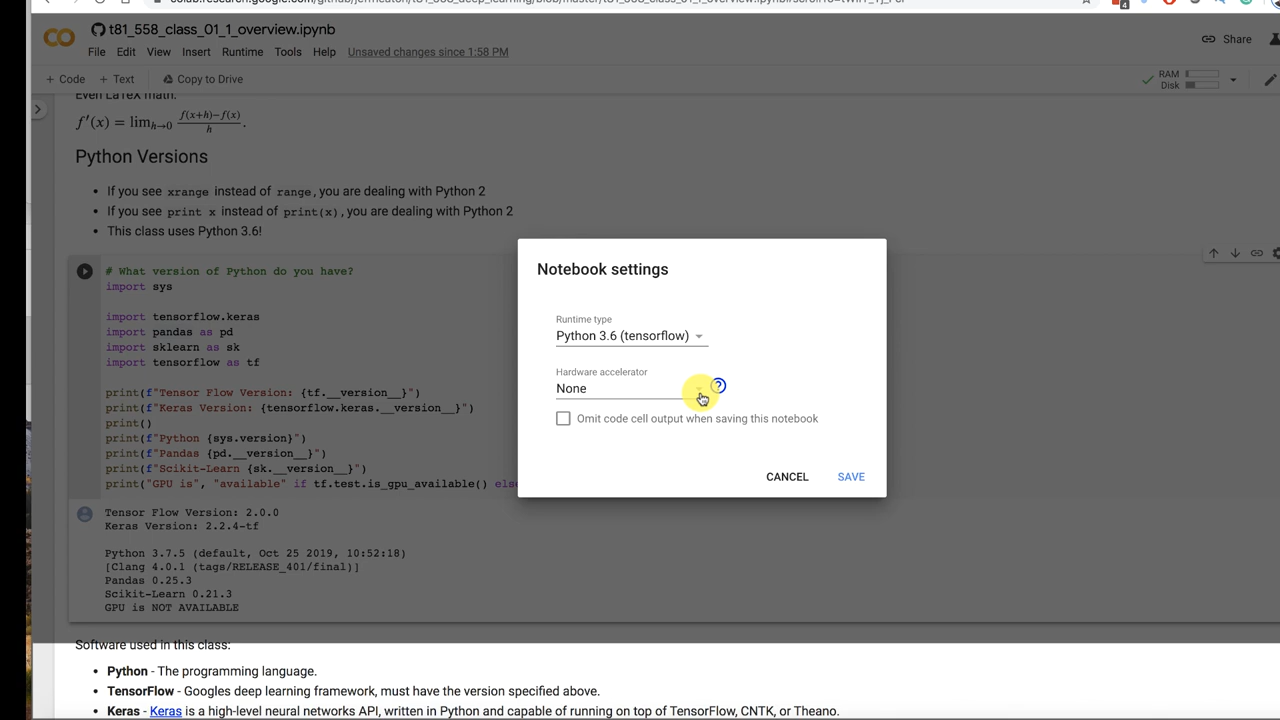 t81_558_class_01_1_overview.ipynb
File Edit View Insert Runtime Tools Help Unsaved changes since 1:58 PM
Share
+ Code + Text Copy to Drive
RAM
Disk
Even LaTeX math:
f'(x) = lim h→0 f(x+h)−f(x) / h .
Python Versions
• If you see xrange instead of range, you are dealing with Python 2
• If you see print x instead of print(x), you are dealing with Python 2
• This class uses Python 3.6!
# What version of Python do you have?
import sys
import tensorflow.keras
import pandas as pd
import sklearn as sk
import tensorflow as tf
print(f"Tensor Flow Version: {tf.__version__}")
print(f"Keras Version: {tensorflow.keras.__version__}")
print()
print(f"Python {sys.version}")
print(f"Pandas {pd.__version__}")
print(f"Scikit-Learn {sk.__version__}")
print("GPU is", "available" if tf.test.is_gpu_available() else
Tensor Flow Version: 2.0.0
Keras Version: 2.2.4-tf
Python 3.7.5 (default, Oct 25 2019, 10:52:18)
[Clang 4.0.1 (tags/RELEASE_401/final)]
Pandas 0.25.3
Scikit-Learn 0.21.3
GPU is NOT AVAILABLE
Notebook settings
Runtime type
Python 3.6 (tensorflow)
Hardware accelerator
None
?
Omit code cell output when saving this notebook
CANCEL SAVE
Software used in this class:
• Python - The programming language.
• TensorFlow - Googles deep learning framework, must have the version specified above.
• Keras - Keras is a high-level neural networks API, written in Python and capable of running on top of TensorFlow, CNTK, or Theano.